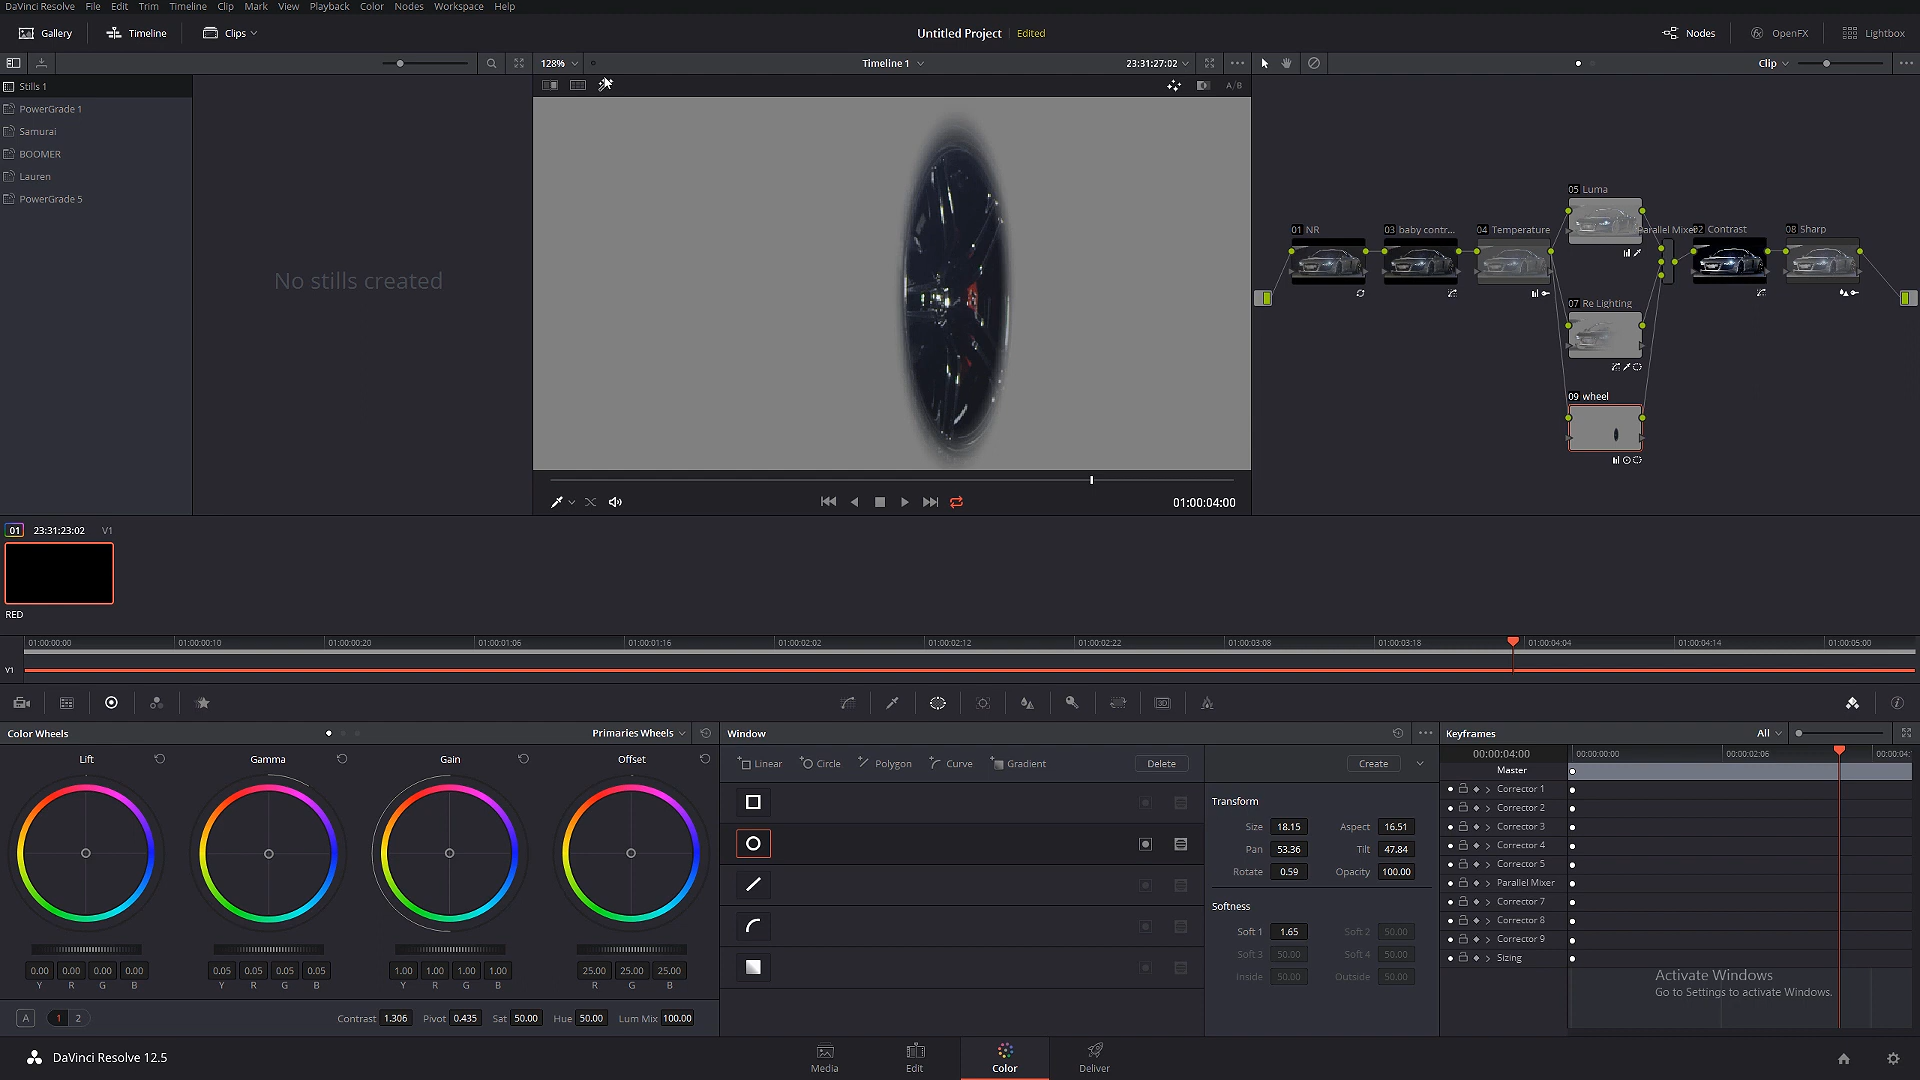 DaVinci Resolve File Edit Trim Timeline Clip Mark View Playback Color Nodes Workspace Help
Gallery Timeline Clips Untitled Project Edited Nodes OpenFX Lightbox
128% Timeline 1 23:31:27:02 Clip
A/B
Stills 1
PowerGrade 1
Samurai
BOOMER
Lauren
PowerGrade 5
No stills created
05 Luma
01 NR 03 baby contr... 04 Temperature Parallel Mixer 02 Contrast 08 Sharp
07 Re Lighting
09 wheel
01:00:04:00
01 23:31:23:02 V1
RED
01:00:00:00 01:00:00:10 01:00:00:20 01:00:01:06 01:00:01:16 01:00:02:02 01:00:02:12 01:00:02:22 01:00:03:08 01:00:03:18 01:00:04:04 01:00:04:14 01:00:05:00
V1
Color Wheels Primaries Wheels
Lift Gamma Gain Offset
0.00 0.00 0.00 0.00 0.05 0.05 0.05 0.05 1.00 1.00 1.00 1.00 25.00 25.00 25.00
Y R G B Y R G B Y R G B R G B
A 1 2 Contrast 1.306 Pivot 0.435 Sat 50.00 Hue 50.00 Lum Mix 100.00
Window
Linear Circle Polygon Curve Gradient Delete Create
Transform
Size 18.15 Aspect 16.51
Pan 53.36 Tilt 47.84
Rotate 0.59 Opacity 100.00
Softness
Soft 1 1.65 Soft 2 50.00
Soft 3 50.00 Soft 4 50.00
Inside 50.00 Outside 50.00
Keyframes All
00:00:04:00 00:00:00:00 00:00:02:06 00:00:04:
Master
Corrector 1
Corrector 2
Corrector 3
Corrector 4
Corrector 5
Parallel Mixer
Corrector 7
Corrector 8
Corrector 9
Sizing
Activate Windows
Go to Settings to activate Windows.
DaVinci Resolve 12.5
Media Edit Color Deliver